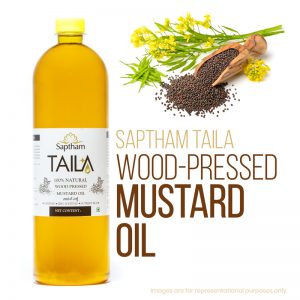 Saptham
TAILA
100% NATURAL
WOOD-PRESSED
MUSTARD OIL
NET CONTENT:
SAPTHAM TAILA
WOOD-PRESSED
MUSTARD
OIL
Images are for representational purposes only